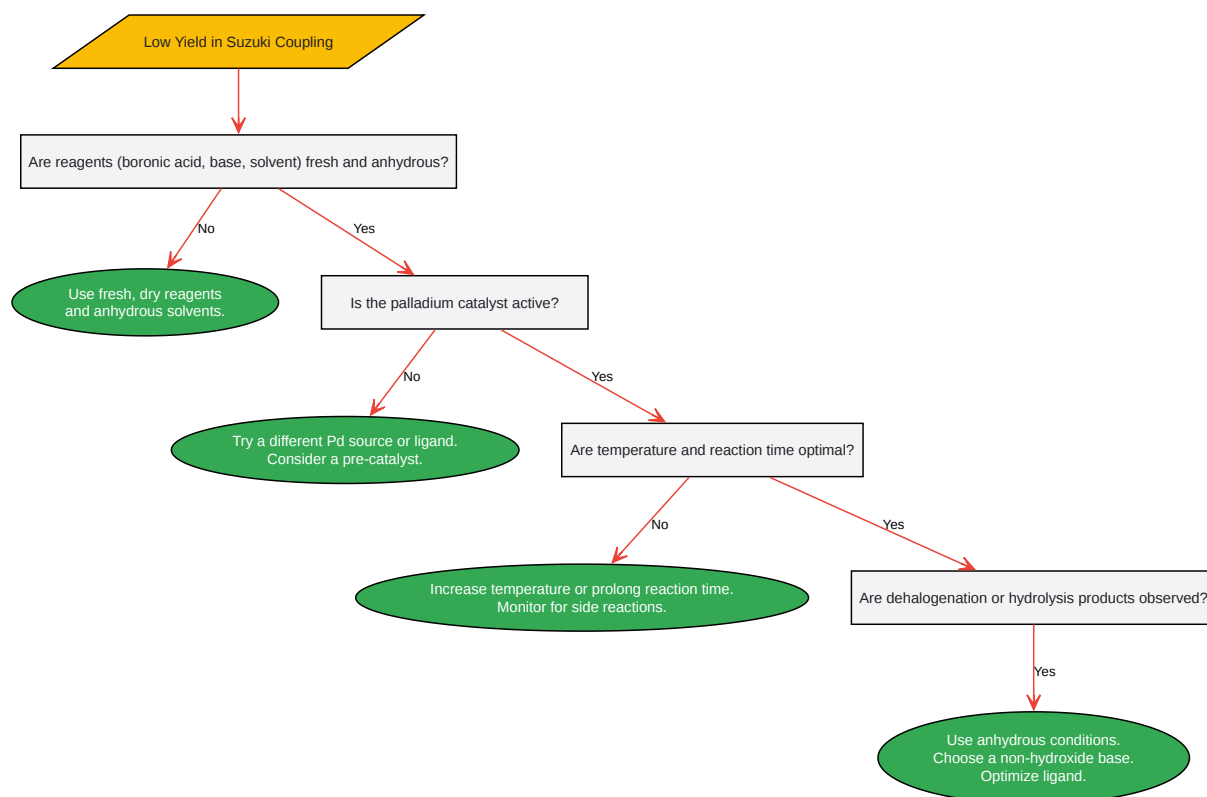 Low Yield in Suzuki Coupling
Are reagents (boronic acid, base, solvent) fresh and anhydrous?
No
Yes
Use fresh, dry reagents
and anhydrous solvents.
Is the palladium catalyst active?
No
Yes
Try a different Pd source or ligand.
Consider a pre-catalyst.
Are temperature and reaction time optimal?
No
Yes
Increase temperature or prolong reaction time.
Monitor for side reactions.
Are dehalogenation or hydrolysis products observed?
Yes
Use anhydrous conditions.
Choose a non-hydroxide base.
Optimize ligand.